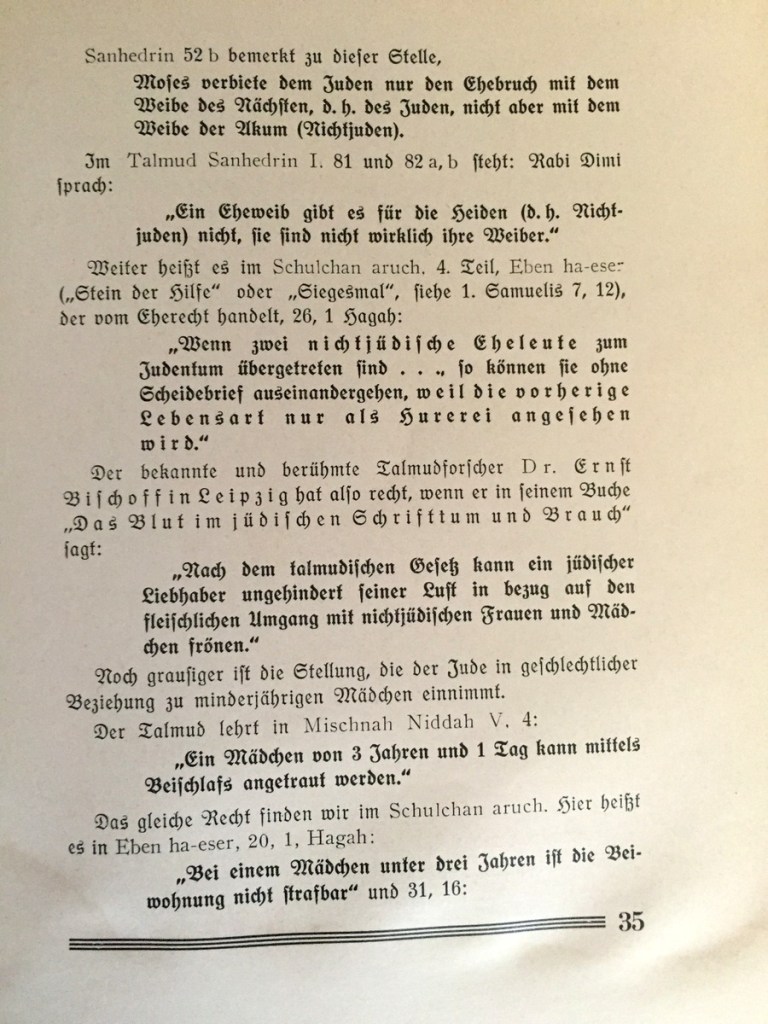 Sanhedrin 52 b bemerkt zu dieser Stelle,
Moses verbiete dem Juden nur den Ehebruch mit dem
Weibe des Nächsten, d. h. des Juden, nicht aber mit dem
Weibe der Akum (Nichtjuden).
Im Talmud Sanhedrin I. 81 und 82 a, b steht: Rabi Dimi
sprach:
„Ein Eheweib gibt es für die Heiden (d. h. Nicht-
juden) nicht, sie sind nicht wirklich ihre Weiber.“
Weiter heißt es im Schulchan aruch, 4. Teil, Eben ha-eser
(„Stein der Hilfe“ oder „Siegesmal“, siehe 1. Samuelis 7, 12),
der vom Eherecht handelt, 26, 1 Hagah:
„Wenn zwei nichtjüdische Eheleute zum
Judentum übergetreten sind . . ., so können sie ohne
Scheidebrief auseinandergehen, weil die vorherige
Lebensart nur als Hurerei angesehen
wird.“
Der bekannte und berühmte Talmudforscher Dr. Ernst
Bischoff in Leipzig hat also recht, wenn er in seinem Buche
„Das Blut im jüdischen Schrifttum und Brauch“
sagt:
„Nach dem talmudischen Gesetz kann ein jüdischer
Liebhaber ungehindert seiner Lust in bezug auf den
fleischlichen Umgang mit nichtjüdischen Frauen und Mäd-
chen frönen.“
Noch grausiger ist die Stellung, die der Jude in geschlechtlicher
Beziehung zu minderjährigen Mädchen einnimmt.
Der Talmud lehrt in Mischnah Niddah V, 4:
„Ein Mädchen von 3 Jahren und 1 Tag kann mittels
Beischlafs angetraut werden.“
Das gleiche Recht finden wir im Schulchan aruch. Hier heißt
es in Eben ha-eser, 20, 1, Hagah:
„Bei einem Mädchen unter drei Jahren ist die Bei-
wohnung nicht strafbar“ und 31, 16:
35